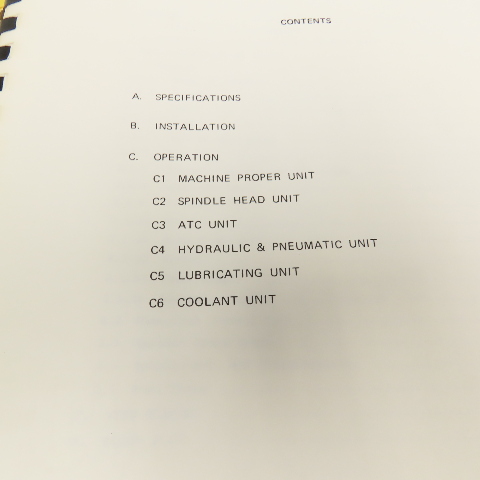 CONTENTS
A. SPECIFICATIONS
B. INSTALLATION
C. OPERATION
C1 MACHINE PROPER UNIT
C2 SPINDLE HEAD UNIT
C3 ATC UNIT
C4 HYDRAULIC & PNEUMATIC UNIT
C5 LUBRICATING UNIT
C6 COOLANT UNIT